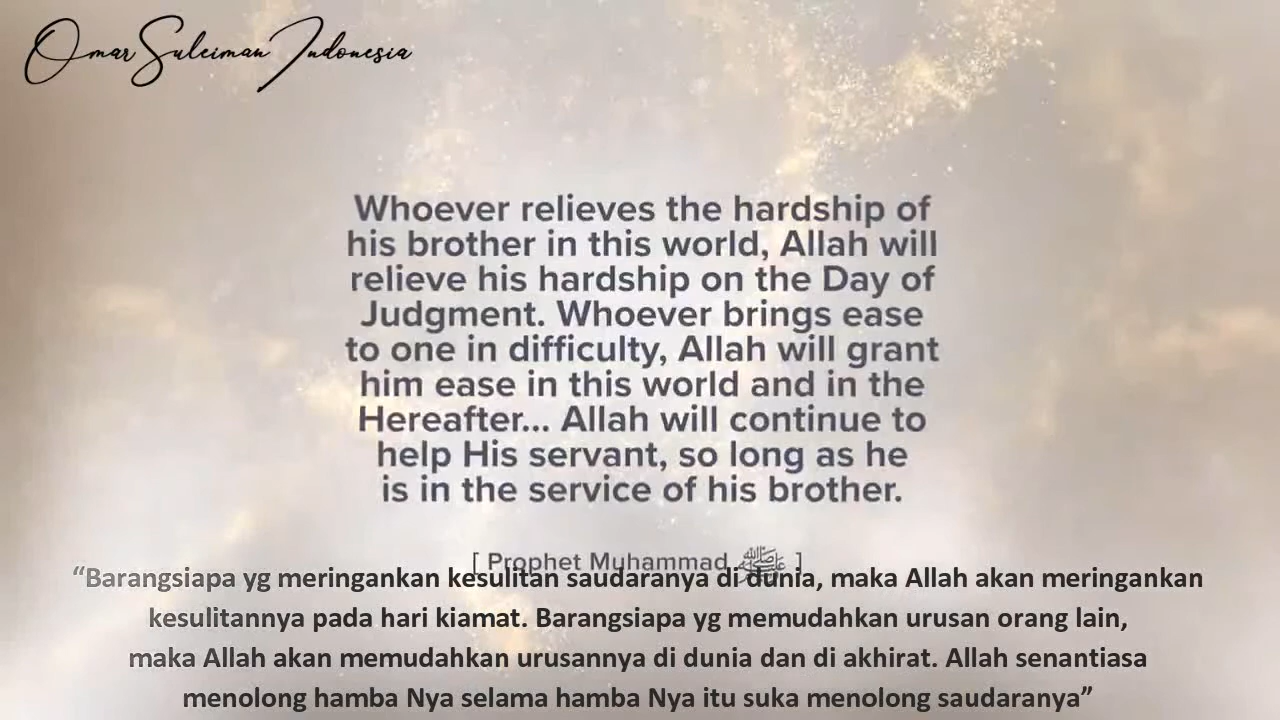 Omar Suleiman Indonesia
Whoever relieves the hardship of
his brother in this world, Allah will
relieve his hardship on the Day of
Judgment. Whoever brings ease
to one in difficulty, Allah will grant
him ease in this world and in the
Hereafter... Allah will continue to
help His servant, so long as he
is in the service of his brother.
[ Prophet Muhammad ﷺ ]
“Barangsiapa yg meringankan kesulitan saudaranya di dunia, maka Allah akan meringankan
kesulitannya pada hari kiamat. Barangsiapa yg memudahkan urusan orang lain,
maka Allah akan memudahkan urusannya di dunia dan di akhirat. Allah senantiasa
menolong hamba Nya selama hamba Nya itu suka menolong saudaranya”